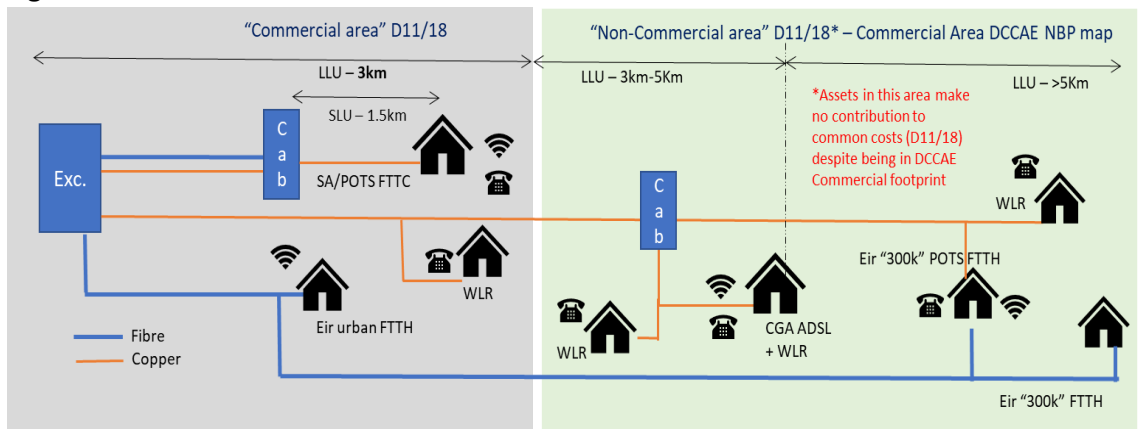 “Commercial area” D11/18
“Non-Commercial area” D11/18* – Commercial Area DCCAE NBP map
LLU – 3km
LLU – 3km-5Km
LLU – >5Km
SLU – 1.5km
*Assets in this area make
no contribution to
common costs (D11/18)
despite being in DCCAE
Commercial footprint
Exc.
C
a
b
SA/POTS FTTC
C
a
b
WLR
WLR
Eir “300k” POTS FTTH
Eir urban FTTH
WLR
CGA ADSL
+ WLR
Fibre
Copper
Eir “300k” FTTH